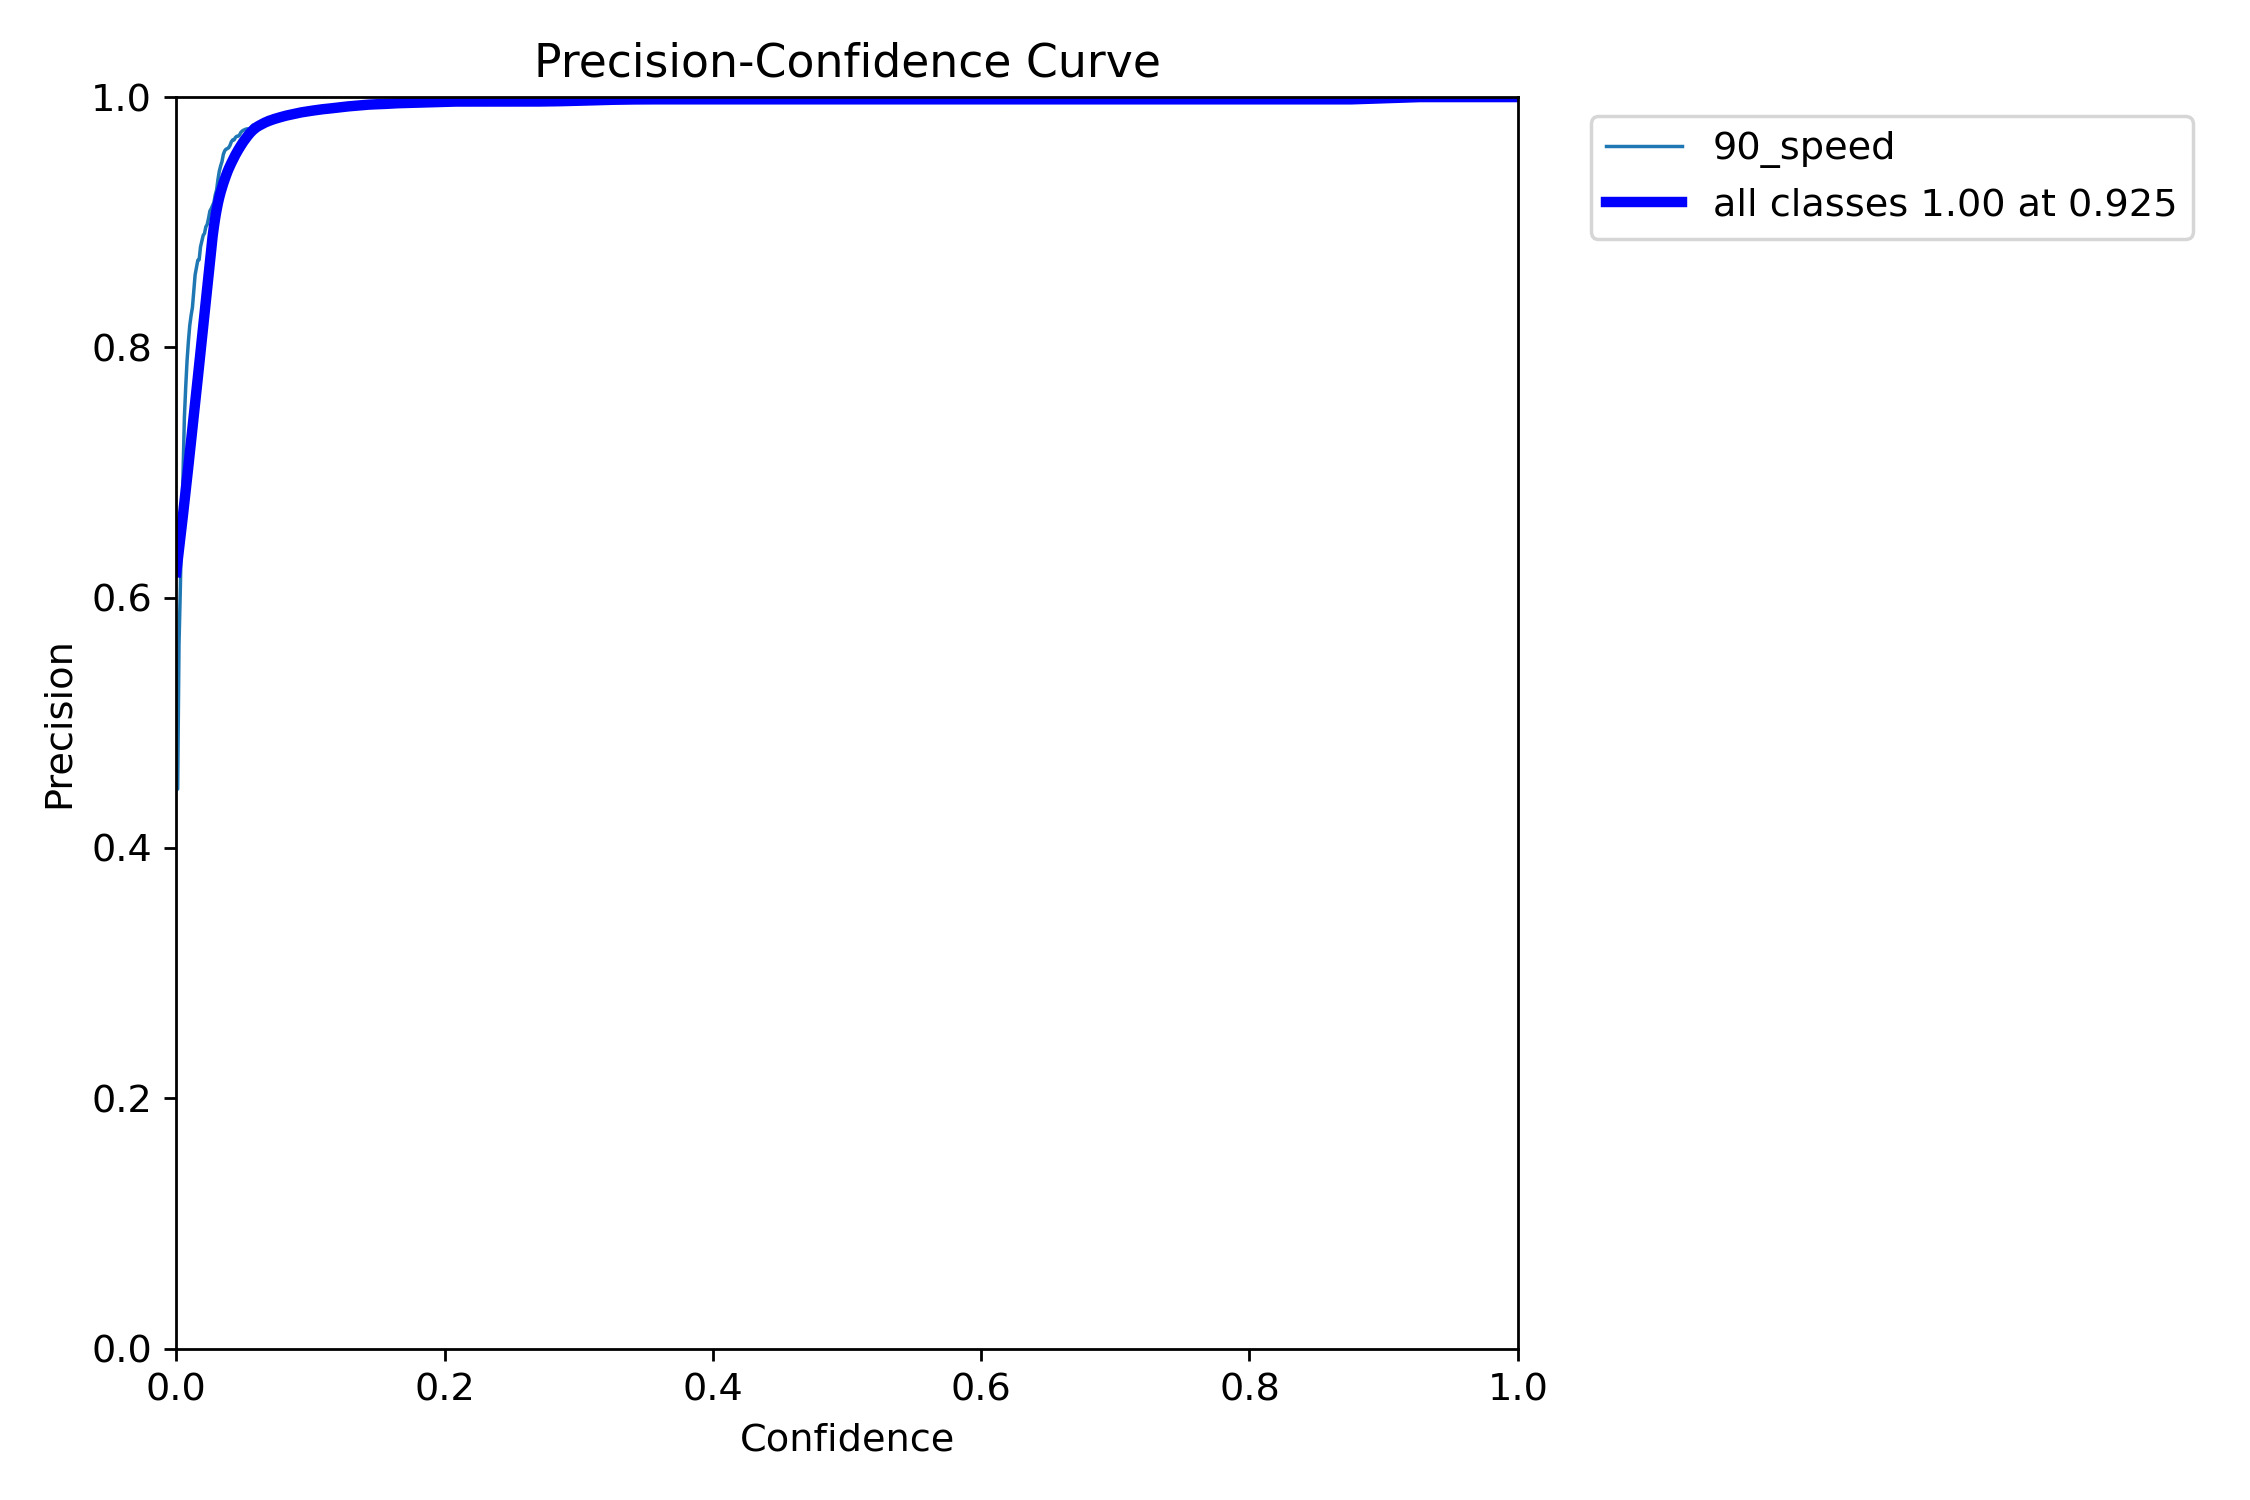 Precision-Confidence Curve
1.0
0.8
0.6
0.4
0.2
0.0
Precision
0.0 0.2 0.4 0.6 0.8 1.0
Confidence
90_speed
all classes 1.00 at 0.925